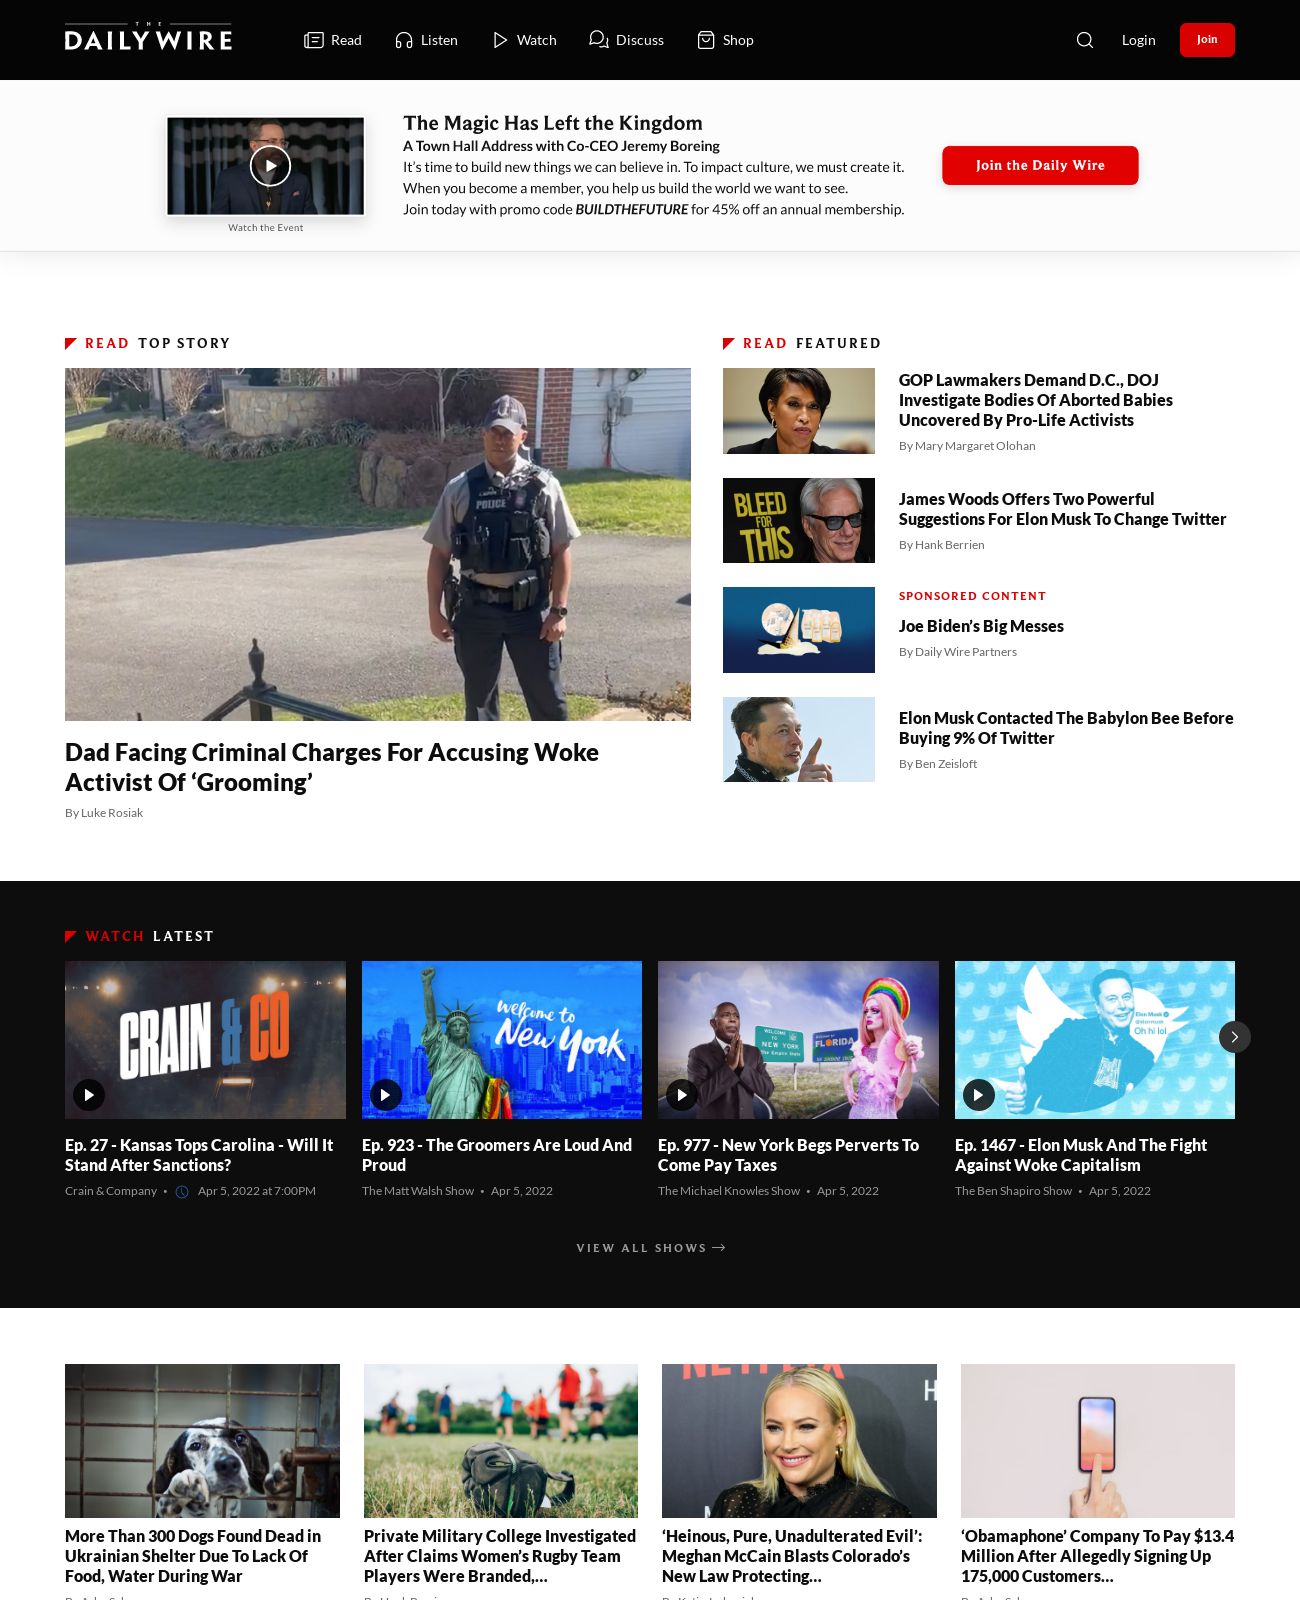 THE
DAILYWIRE
Read
Listen
Watch
Discuss
Shop
Login
Join
The Magic Has Left the Kingdom
A Town Hall Address with Co-CEO Jeremy Boreing
It's time to build new things we can believe in. To impact culture, we must create it.
When you become a member, you help us build the world we want to see.
Join today with promo code BUILDTHEFUTURE for 45% off an annual membership.
Watch the Event
Join the Daily Wire
READ TOP STORY
POLICE
Dad Facing Criminal Charges For Accusing Woke
Activist Of ‘Grooming’
By Luke Rosiak
READ FEATURED
GOP Lawmakers Demand D.C., DOJ
Investigate Bodies Of Aborted Babies
Uncovered By Pro-Life Activists
By Mary Margaret Olohan
BLEED
FOR
THIS
James Woods Offers Two Powerful
Suggestions For Elon Musk To Change Twitter
By Hank Berrien
SPONSORED CONTENT
Joe Biden’s Big Messes
By Daily Wire Partners
Elon Musk Contacted The Babylon Bee Before
Buying 9% Of Twitter
By Ben Zeisloft
WATCH LATEST
CRAIN & CO
Ep. 27 - Kansas Tops Carolina - Will It
Stand After Sanctions?
Crain & Company • Apr 5, 2022 at 7:00PM
welcome to
New York
Ep. 923 - The Groomers Are Loud And
Proud
The Matt Walsh Show • Apr 5, 2022
WELCOME TO
NEW YORK
The Empire State
FLORIDA
Ep. 977 - New York Begs Perverts To
Come Pay Taxes
The Michael Knowles Show • Apr 5, 2022
Elon Musk
@elonmusk
Oh hi lol
Ep. 1467 - Elon Musk And The Fight
Against Woke Capitalism
The Ben Shapiro Show • Apr 5, 2022
VIEW ALL SHOWS
More Than 300 Dogs Found Dead in
Ukrainian Shelter Due To Lack Of
Food, Water During War
Private Military College Investigated
After Claims Women’s Rugby Team
Players Were Branded,...
NETFLIX
‘Heinous, Pure, Unadulterated Evil’:
Meghan McCain Blasts Colorado’s
New Law Protecting...
‘Obamaphone’ Company To Pay $13.4
Million After Allegedly Signing Up
175,000 Customers...